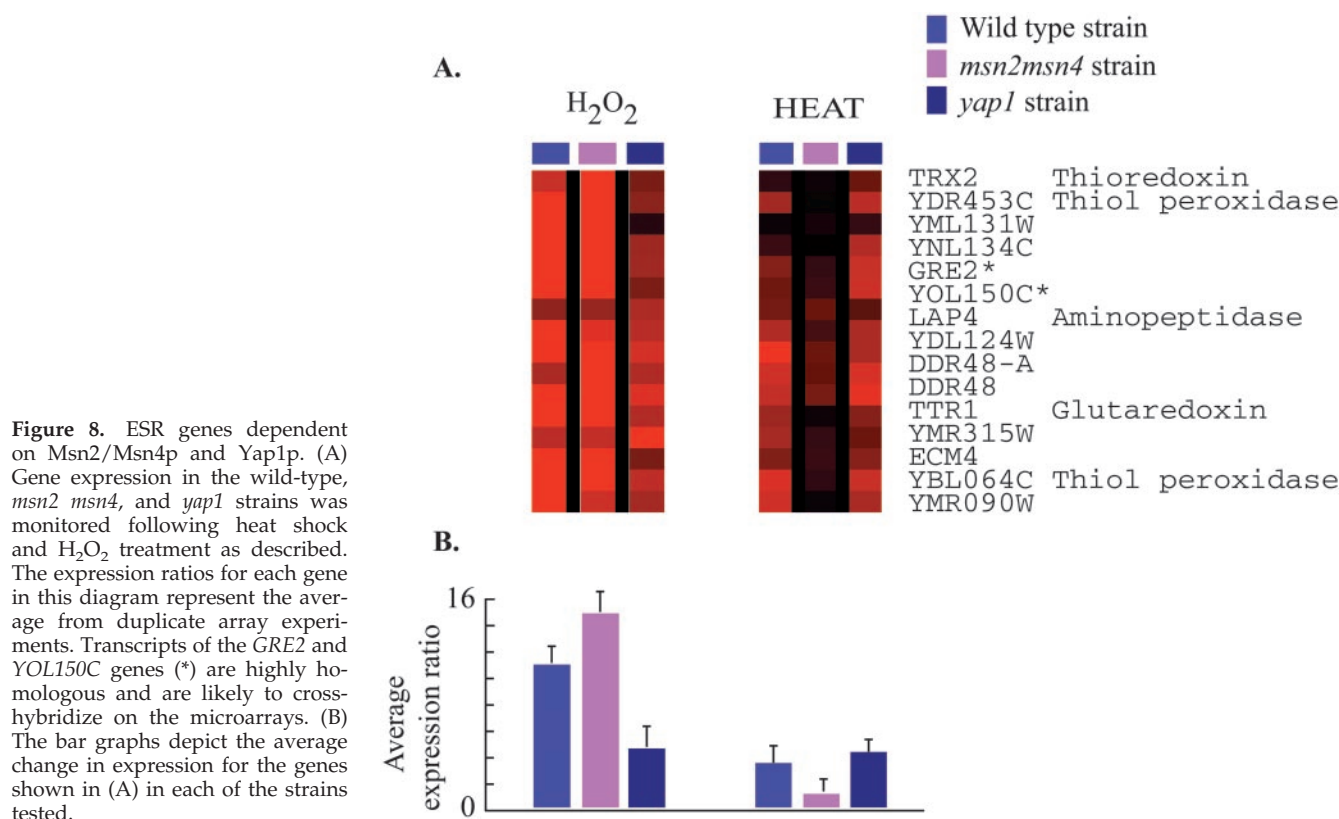 Wild type strain
msn2msn4 strain
yap1 strain
A.
H₂O₂
HEAT
TRX2 Thioredoxin
YDR453C Thiol peroxidase
YML131W
YNL134C
GRE2*
YOL150C*
LAP4 Aminopeptidase
YDL124W
DDR48-A
DDR48
TTR1 Glutaredoxin
YMR315W
ECM4
YBL064C Thiol peroxidase
YMR090W
B.
16
0
Average
expression ratio
Figure 8. ESR genes dependent
on Msn2/Msn4p and Yap1p. (A)
Gene expression in the wild-type,
msn2 msn4, and yap1 strains was
monitored following heat shock
and H₂O₂ treatment as described.
The expression ratios for each gene
in this diagram represent the aver-
age from duplicate array experi-
ments. Transcripts of the GRE2 and
YOL150C genes (*) are highly ho-
mologous and are likely to cross-
hybridize on the microarrays. (B)
The bar graphs depict the average
change in expression for the genes
shown in (A) in each of the strains
tested.